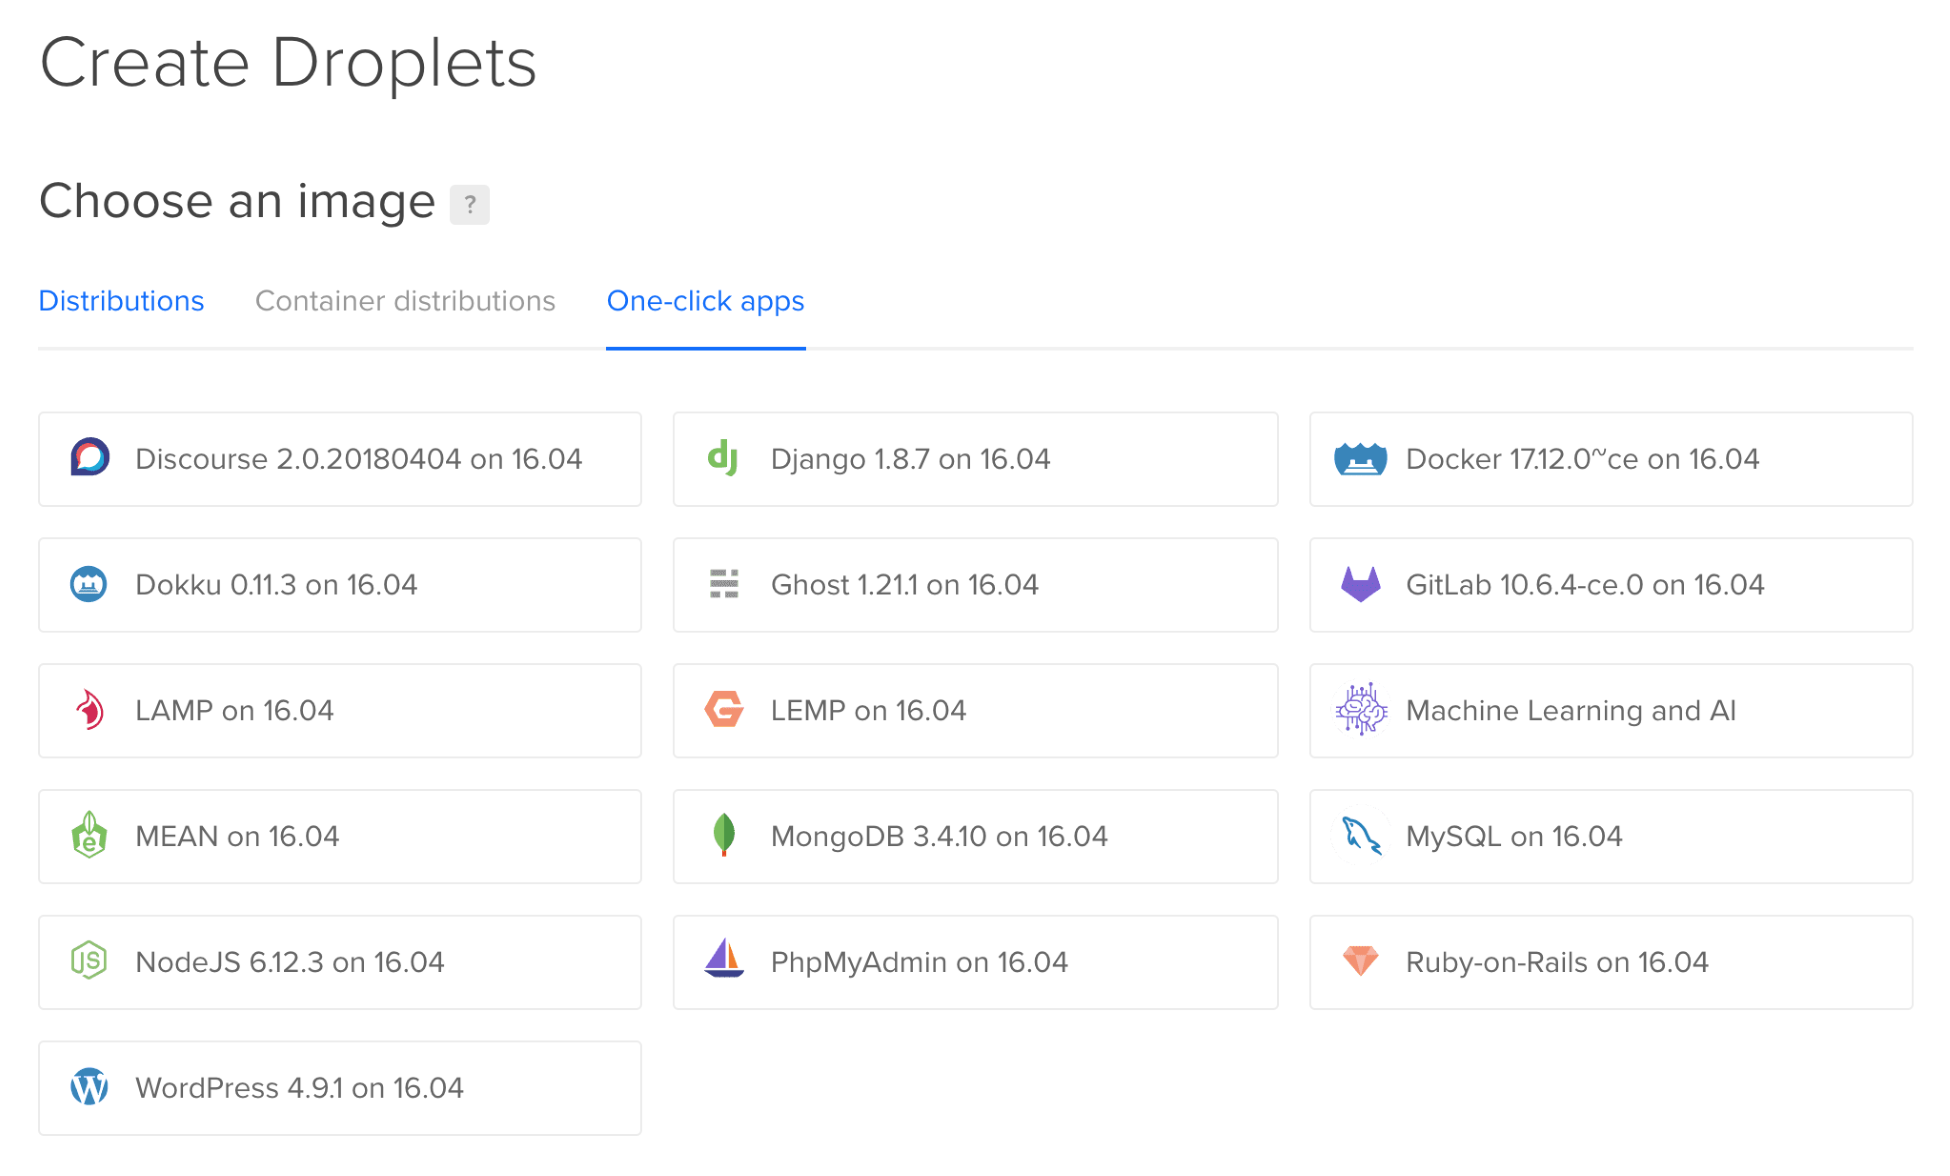 Create Droplets
Choose an image ?
Distributions Container distributions One-click apps
Discourse 2.0.20180404 on 16.04
Django 1.8.7 on 16.04
Docker 17.12.0~ce on 16.04
Dokku 0.11.3 on 16.04
Ghost 1.21.1 on 16.04
GitLab 10.6.4-ce.0 on 16.04
LAMP on 16.04
LEMP on 16.04
Machine Learning and AI
MEAN on 16.04
MongoDB 3.4.10 on 16.04
MySQL on 16.04
NodeJS 6.12.3 on 16.04
PhpMyAdmin on 16.04
Ruby-on-Rails on 16.04
WordPress 4.9.1 on 16.04